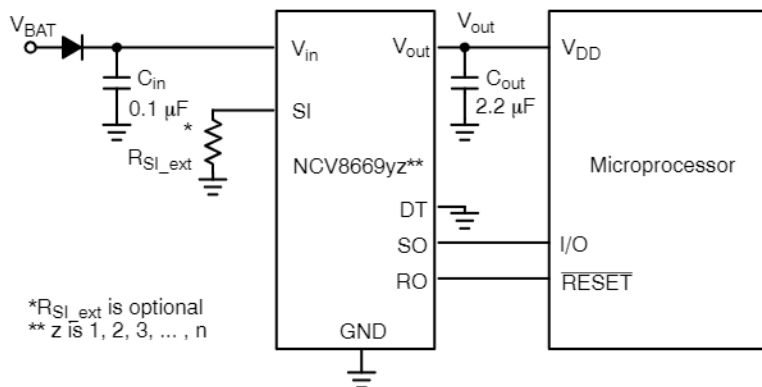 V_BAT
V_in
V_out
V_out
V_DD
C_in
0.1 µF
C_out
2.2 µF
SI
*
R_SI_ext
NCV8669yz**
Microprocessor
DT
SO
I/O
RO
RESET
*R_SI_ext is optional
** z is 1, 2, 3, ... , n
GND